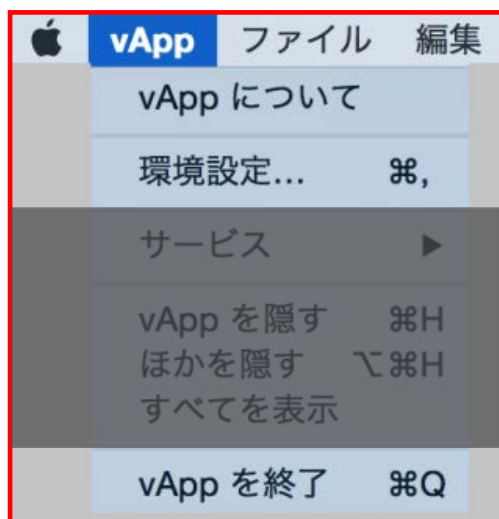 vApp ファイル 編集
vApp について
環境設定... ⌘,
サービス ▶
vApp を隠す ⌘H
ほかを隠す ⌥⌘H
すべてを表示
vApp を終了 ⌘Q